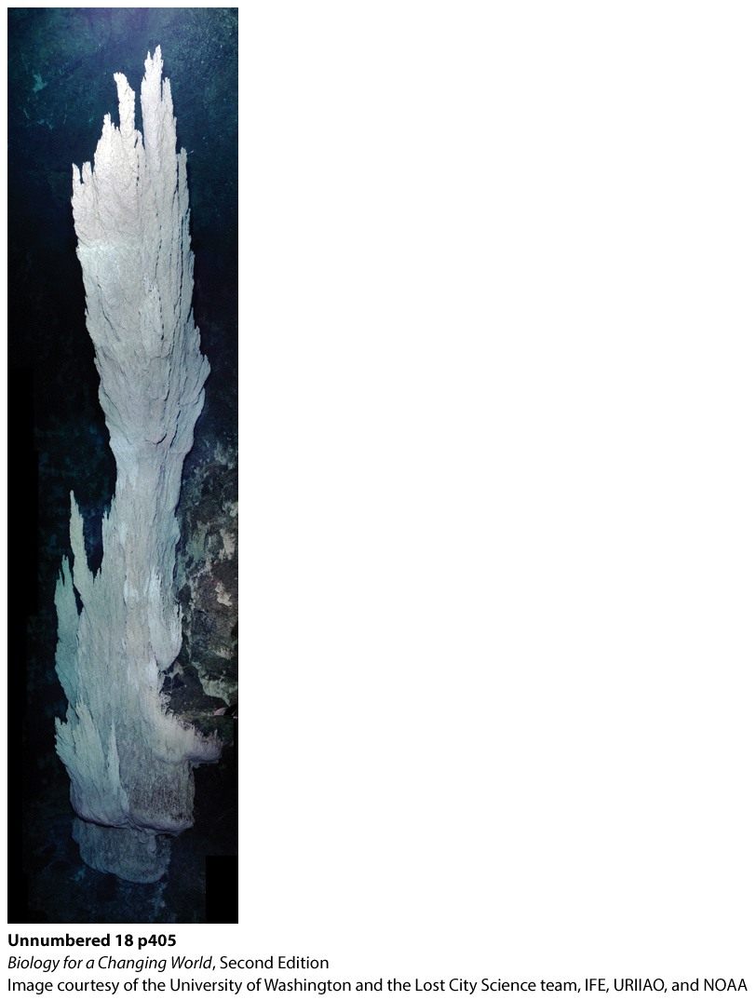 Unnumbered 18 p405
Biology for a Changing World, Second Edition
Image courtesy of the University of Washington and the Lost City Science team, IFE, URIIAO, and NOAA